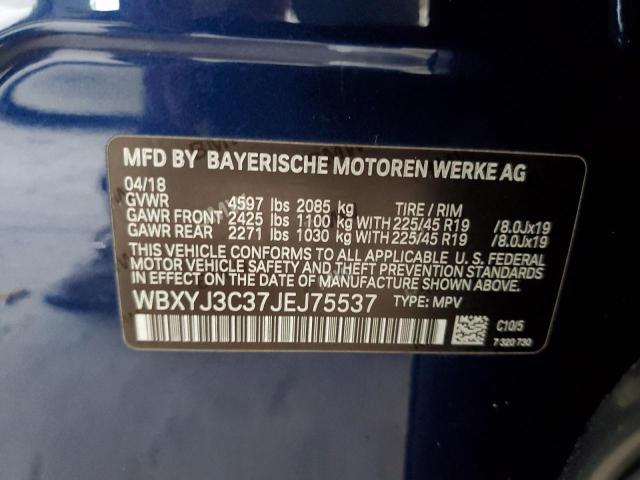 MFD BY BAYERISCHE MOTOREN WERKE AG
04/18
GVWR 4597 lbs 2085 kg TIRE / RIM
GAWR FRONT 2425 lbs 1100 kg WITH 225/45 R19 /8.0Jx19
GAWR REAR 2271 lbs 1030 kg WITH 225/45 R19 /8.0Jx19
THIS VEHICLE CONFORMS TO ALL APPLICABLE U. S. FEDERAL
MOTOR VEHICLE SAFETY AND THEFT PREVENTION STANDARDS
IN EFFECT ON THE DATE OF MANUFACTURE SHOWN ABOVE.
WBXYJ3C37JEJ75537 TYPE: MPV
C10/5
7 320 730